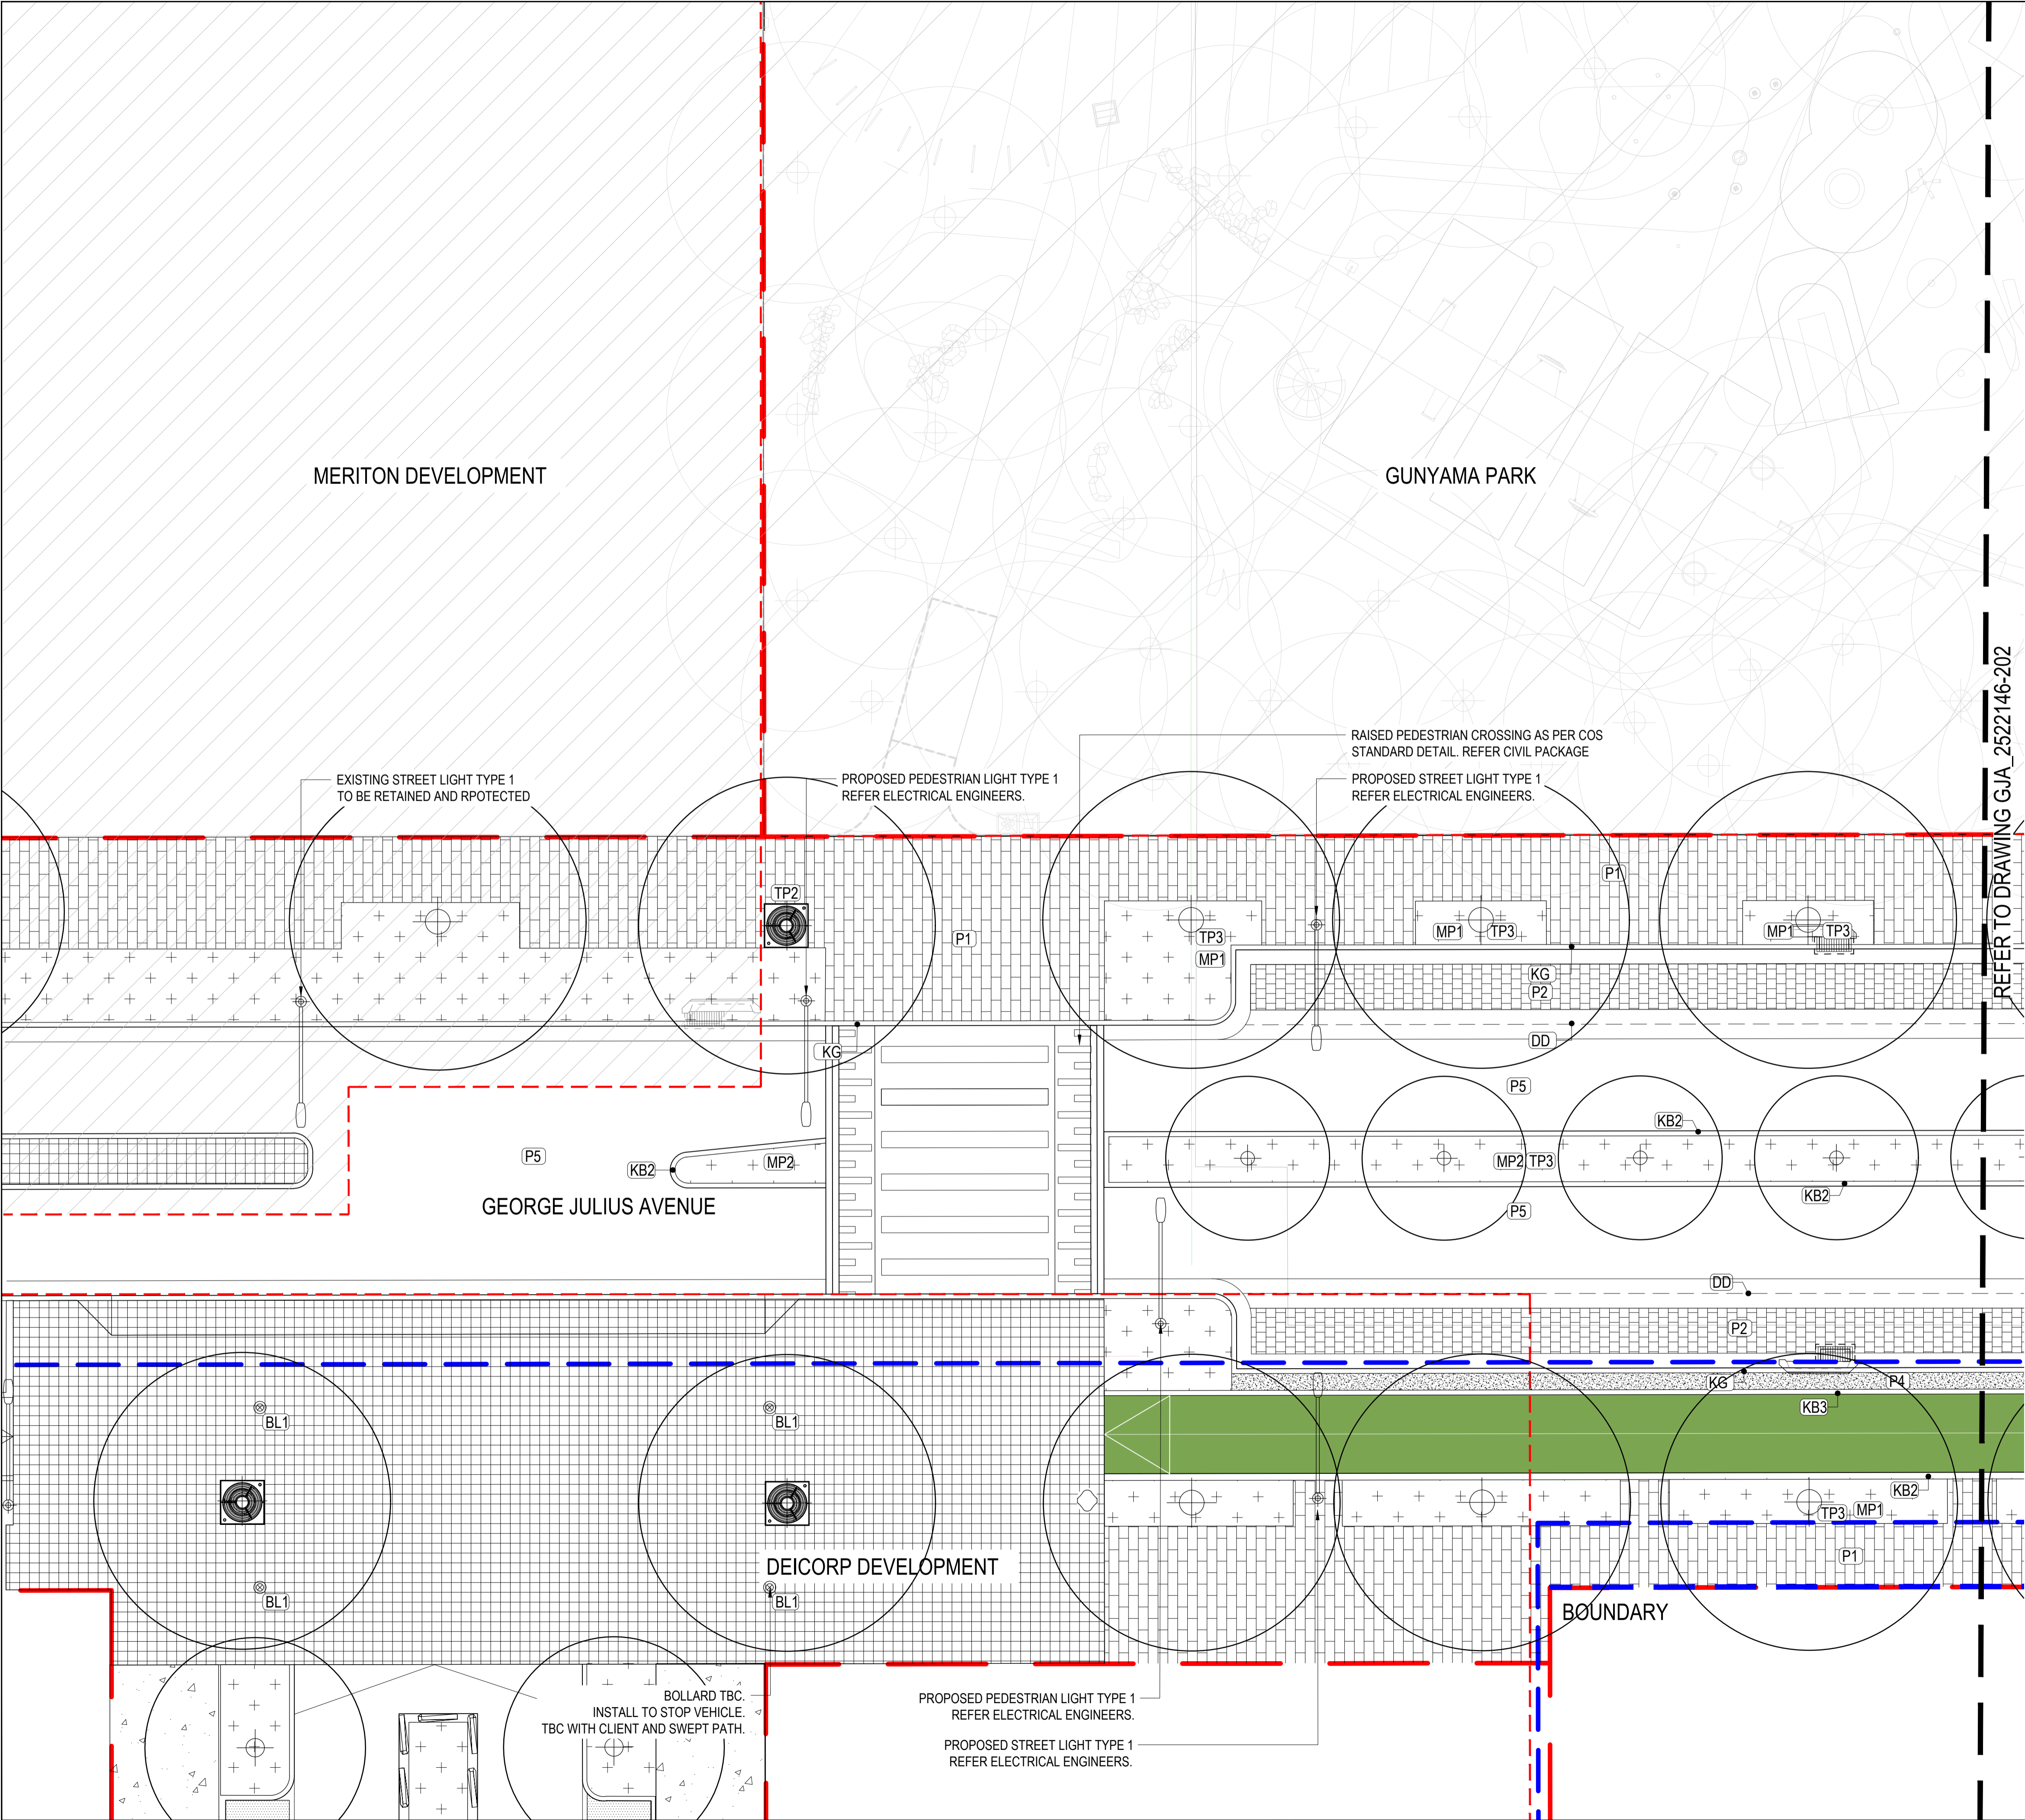 MERITON DEVELOPMENT
GUNYAMA PARK
REFER TO DRAWING GJA_2522146-202
RAISED PEDESTRIAN CROSSING AS PER COS
STANDARD DETAIL. REFER CIVIL PACKAGE
EXISTING STREET LIGHT TYPE 1
TO BE RETAINED AND RPOTECTED
PROPOSED PEDESTRIAN LIGHT TYPE 1
REFER ELECTRICAL ENGINEERS.
PROPOSED STREET LIGHT TYPE 1
REFER ELECTRICAL ENGINEERS.
P1
TP2
P1
TP3
MP1
MP1
TP3
MP1
TP3
KG
P2
KG
DD
P5
KB2
P5
KB2
MP2
MP2
TP3
KB2
GEORGE JULIUS AVENUE
P5
DD
P2
KG
P4
KB3
BL1
BL1
KB2
TP3
MP1
P1
DEICORP DEVELOPMENT
BL1
BL1
BOUNDARY
BOLLARD TBC.
INSTALL TO STOP VEHICLE.
TBC WITH CLIENT AND SWEPT PATH.
PROPOSED PEDESTRIAN LIGHT TYPE 1
REFER ELECTRICAL ENGINEERS.
PROPOSED STREET LIGHT TYPE 1
REFER ELECTRICAL ENGINEERS.